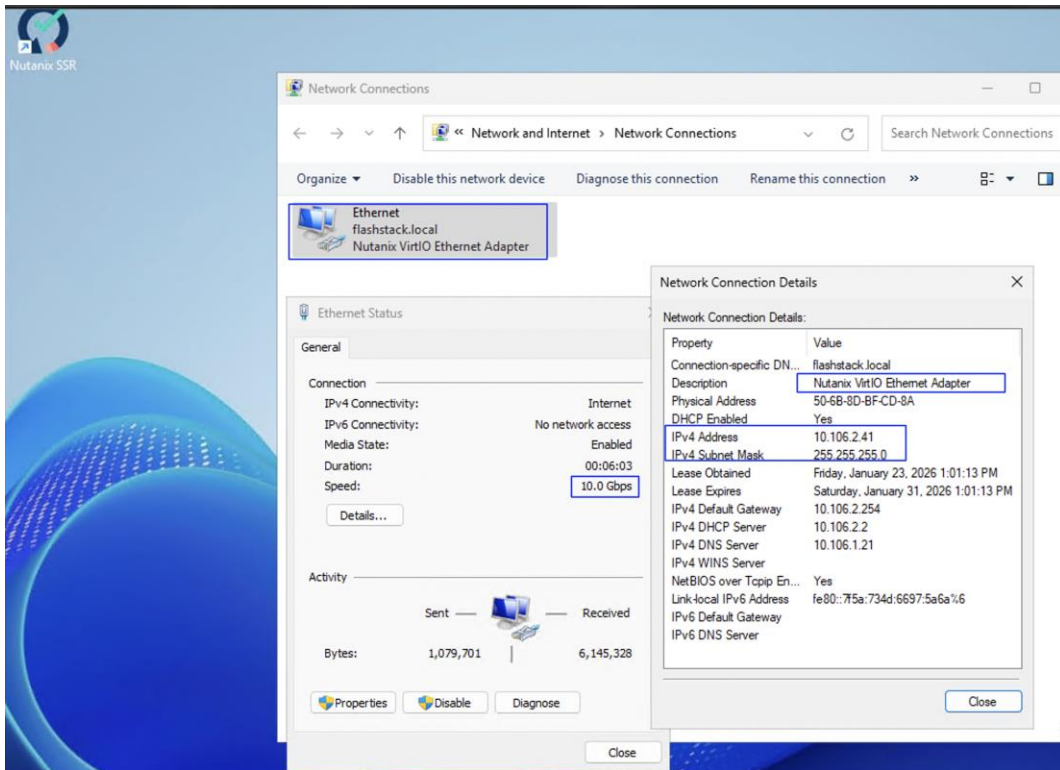 Nutanix SSR
Network Connections
« Network and Internet > Network Connections
Search Network Connections
Organize
Disable this network device
Diagnose this connection
Rename this connection
»
Ethernet
flashstack.local
Nutanix VirtIO Ethernet Adapter
Ethernet Status
General
Connection
IPv4 Connectivity: Internet
IPv6 Connectivity: No network access
Media State: Enabled
Duration: 00:06:03
Speed: 10.0 Gbps
Details...
Activity
Sent — — Received
Bytes: 1,079,701 | 6,145,328
Properties
Disable
Diagnose
Close
Network Connection Details
Network Connection Details:
Property Value
Connection-specific DN... flashstack.local
Description Nutanix VirtIO Ethernet Adapter
Physical Address 50-6B-8D-BF-CD-8A
DHCP Enabled Yes
IPv4 Address 10.106.2.41
IPv4 Subnet Mask 255.255.255.0
Lease Obtained Friday, January 23, 2026 1:01:13 PM
Lease Expires Saturday, January 31, 2026 1:01:13 PM
IPv4 Default Gateway 10.106.2.254
IPv4 DHCP Server 10.106.2.2
IPv4 DNS Server 10.106.1.21
IPv4 WINS Server
NetBIOS over Tcpip En... Yes
Link-local IPv6 Address fe80::7f5a:734d:6697:5a6a%6
IPv6 Default Gateway
IPv6 DNS Server
Close